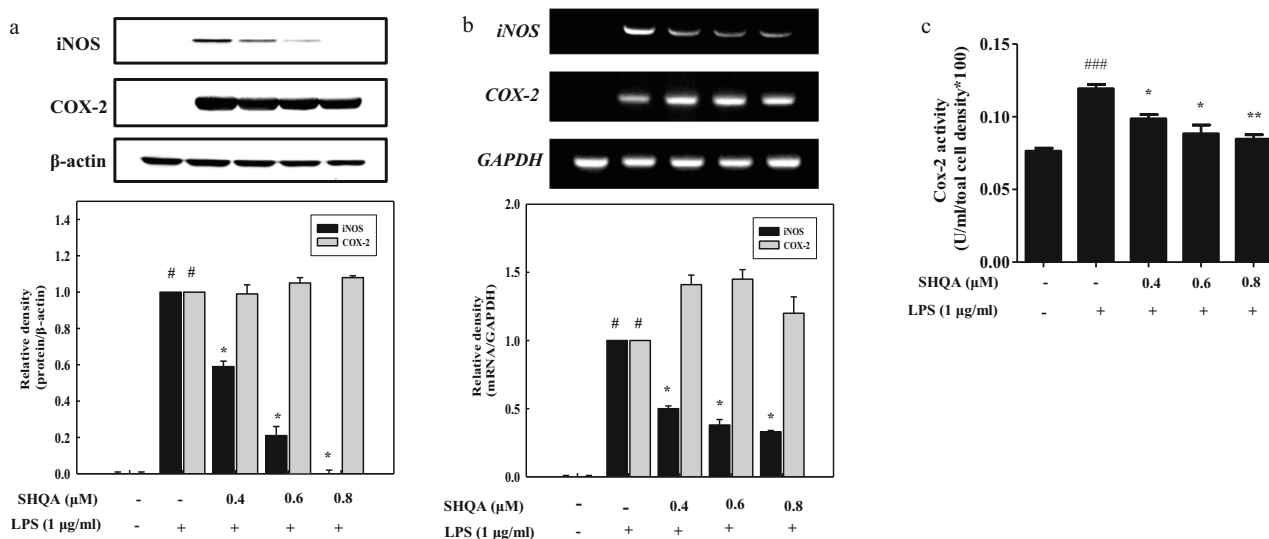 a
iNOS
COX-2
β-actin
1.4
1.2
1.0
0.8
0.6
0.4
0.2
0.0
Relative density
(protein/β-actin)
iNOS
COX-2
# #
*
*
*
SHQA (μM) - - 0.4 0.6 0.8
LPS (1 μg/ml) - + + + +
b
iNOS
COX-2
GAPDH
2.0
1.5
1.0
0.5
0.0
Relative density
(mRNA/GAPDH)
iNOS
COX-2
# #
*
*
*
SHQA (μM) - - 0.4 0.6 0.8
LPS (1 μg/ml) - + + + +
c
0.15
0.10
0.05
0.00
Cox-2 activity
(U/ml/toal cell density*100)
###
*
*
**
SHQA (μM) - - 0.4 0.6 0.8
LPS (1 μg/ml) - + + + +